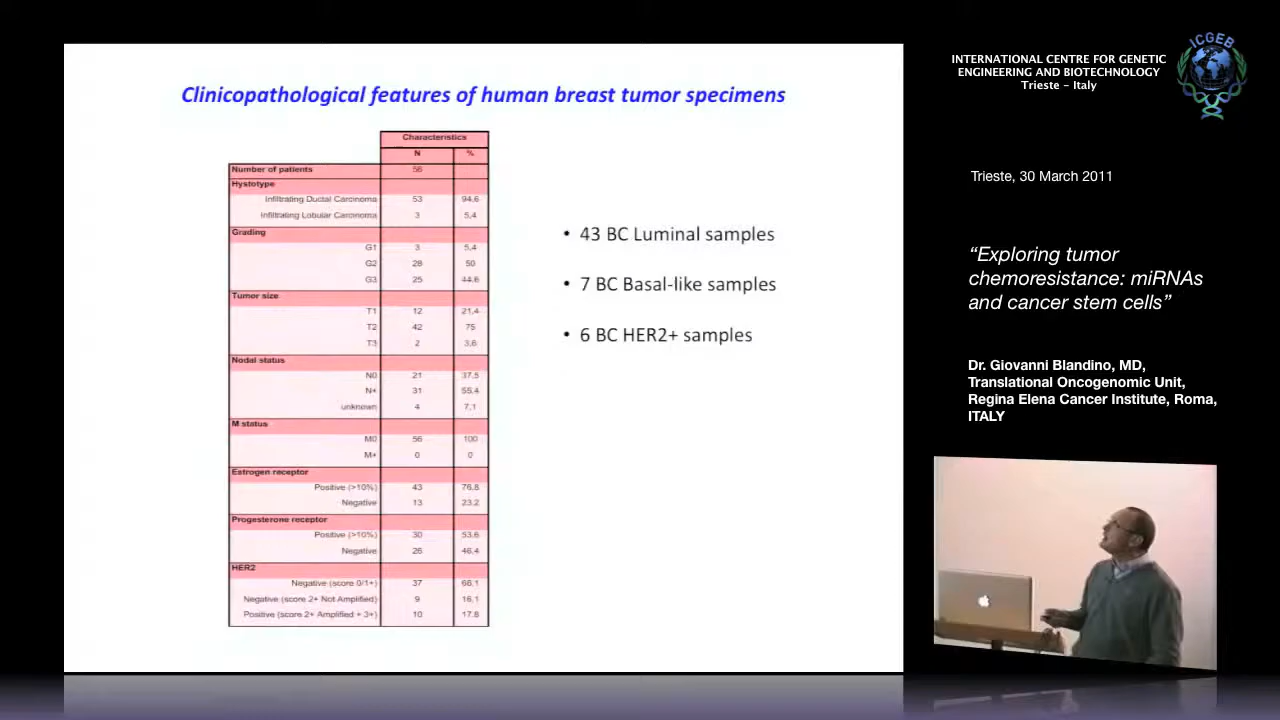 Clinicopathological features of human breast tumor specimens
Characteristics
N %
Number of patients 56
Hystotype
Infiltrating Ductal Carcinoma 53 94,6
Infiltrating Lobular Carcinoma 3 5,4
Grading
G1 3 5,4
G2 28 50
G3 25 44,6
Tumor size
T1 12 21,4
T2 42 75
T3 2 3,6
Nodal status
N0 21 37,5
N+ 31 55,4
unknown 4 7,1
M status
M0 56 100
M+ 0 0
Estrogen receptor
Positive (>10%) 43 76,8
Negative 13 23,2
Progesterone receptor
Positive (>10%) 30 53,6
Negative 26 46,4
HER2
Negative (score 0/1+) 37 66,1
Negative (score 2+ Not Amplified) 9 16,1
Positive (score 2+ Amplified + 3+) 10 17,8
• 43 BC Luminal samples
• 7 BC Basal-like samples
• 6 BC HER2+ samples
INTERNATIONAL CENTRE FOR GENETIC
ENGINEERING AND BIOTECHNOLOGY
Trieste - Italy
ICGEB
Trieste, 30 March 2011
“Exploring tumor
chemoresistance: miRNAs
and cancer stem cells”
Dr. Giovanni Blandino, MD,
Translational Oncogenomic Unit,
Regina Elena Cancer Institute, Roma,
ITALY